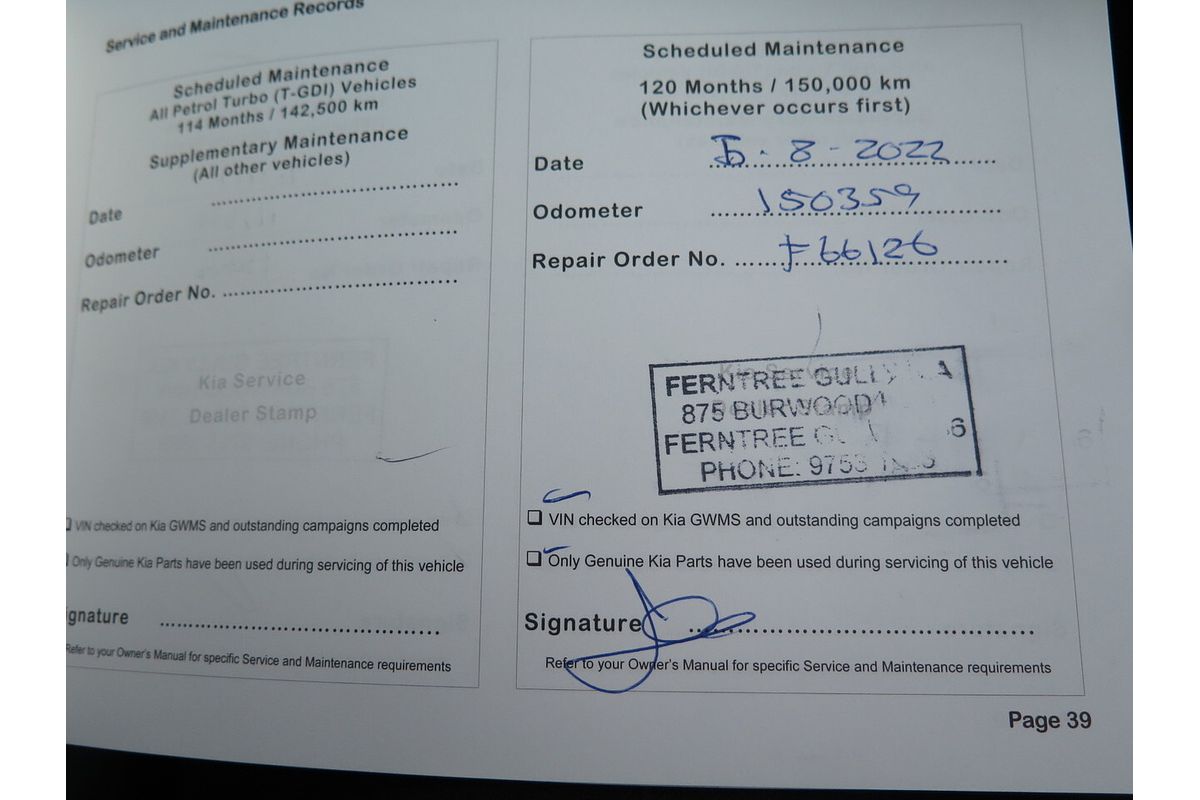 Service and Maintenance Records
Scheduled Maintenance
All Petrol Turbo (T-GDI) Vehicles
114 Months / 142,500 km
Supplementary Maintenance
(All other vehicles)
Date ..........................................
Odometer ..........................................
Repair Order No. ..........................................
Kia Service
Dealer Stamp
VIN checked on Kia GWMS and outstanding campaigns completed
Only Genuine Kia Parts have been used during servicing of this vehicle
gnature ..........................................
Refer to your Owner's Manual for specific Service and Maintenance requirements
Scheduled Maintenance
120 Months / 150,000 km
(Whichever occurs first)
Date 8 - 2022
Odometer 150359
Repair Order No. F66126
FERNTREE GULLY
875 BURWOOD
FERNTREE
PHONE: 9753
❑ VIN checked on Kia GWMS and outstanding campaigns completed
❑ Only Genuine Kia Parts have been used during servicing of this vehicle
Signature ..........................................
Refer to your Owner's Manual for specific Service and Maintenance requirements
Page 39